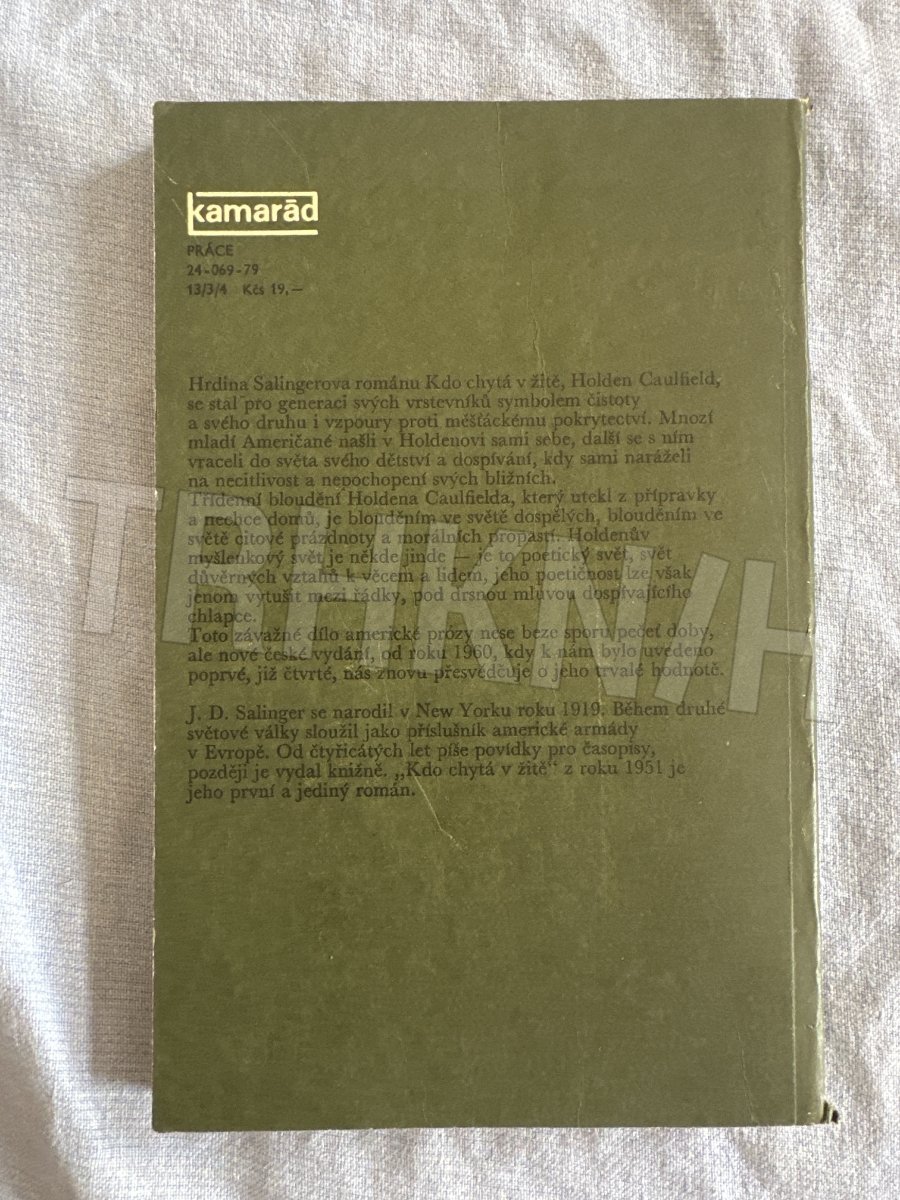 kamarád
PRÁCE
24-069-79
13/3/4 Kčs 19,—
Hrdina Salingerova románu Kdo chytá v žitě, Holden Caulfield,
se stal pro generaci svých vrstevníků symbolem čistoty
a svého druhu i vzpoury proti měšťáckému pokrytectví. Mnozí
mladí Američané našli v Holdenovi sami sebe, další se s ním
vraceli do světa svého dětství a dospívání, kdy sami naráželi
na necitlivost a nepochopení svých bližních.
Třídenní bloudění Holdena Caulfielda, který utekl z přípravky
a nechce domů, je blouděním ve světě dospělých, blouděním ve
světě citové prázdnoty a morálních propastí. Holdenův
myšlenkový svět je někde jinde — je to poetický svět, svět
důvěrných vztahů k věcem a lidem, jeho poetičnost lze však
jenom vytušit mezi řádky, pod drsnou mluvou dospívajícího
chlapce.
Toto závažné dílo americké prózy nese beze sporu pečeť doby,
ale nové české vydání, od roku 1960, kdy k nám bylo uvedeno
poprvé, již čtvrté, nás znovu přesvědčuje o jeho trvalé hodnotě.
J. D. Salinger se narodil v New Yorku roku 1919. Během druhé
světové války sloužil jako příslušník americké armády
v Evropě. Od čtyřicátých let píše povídky pro časopisy,
později je vydal knižně. „Kdo chytá v žitě“ z roku 1951 je
jeho první a jediný román.
TRHKNIH